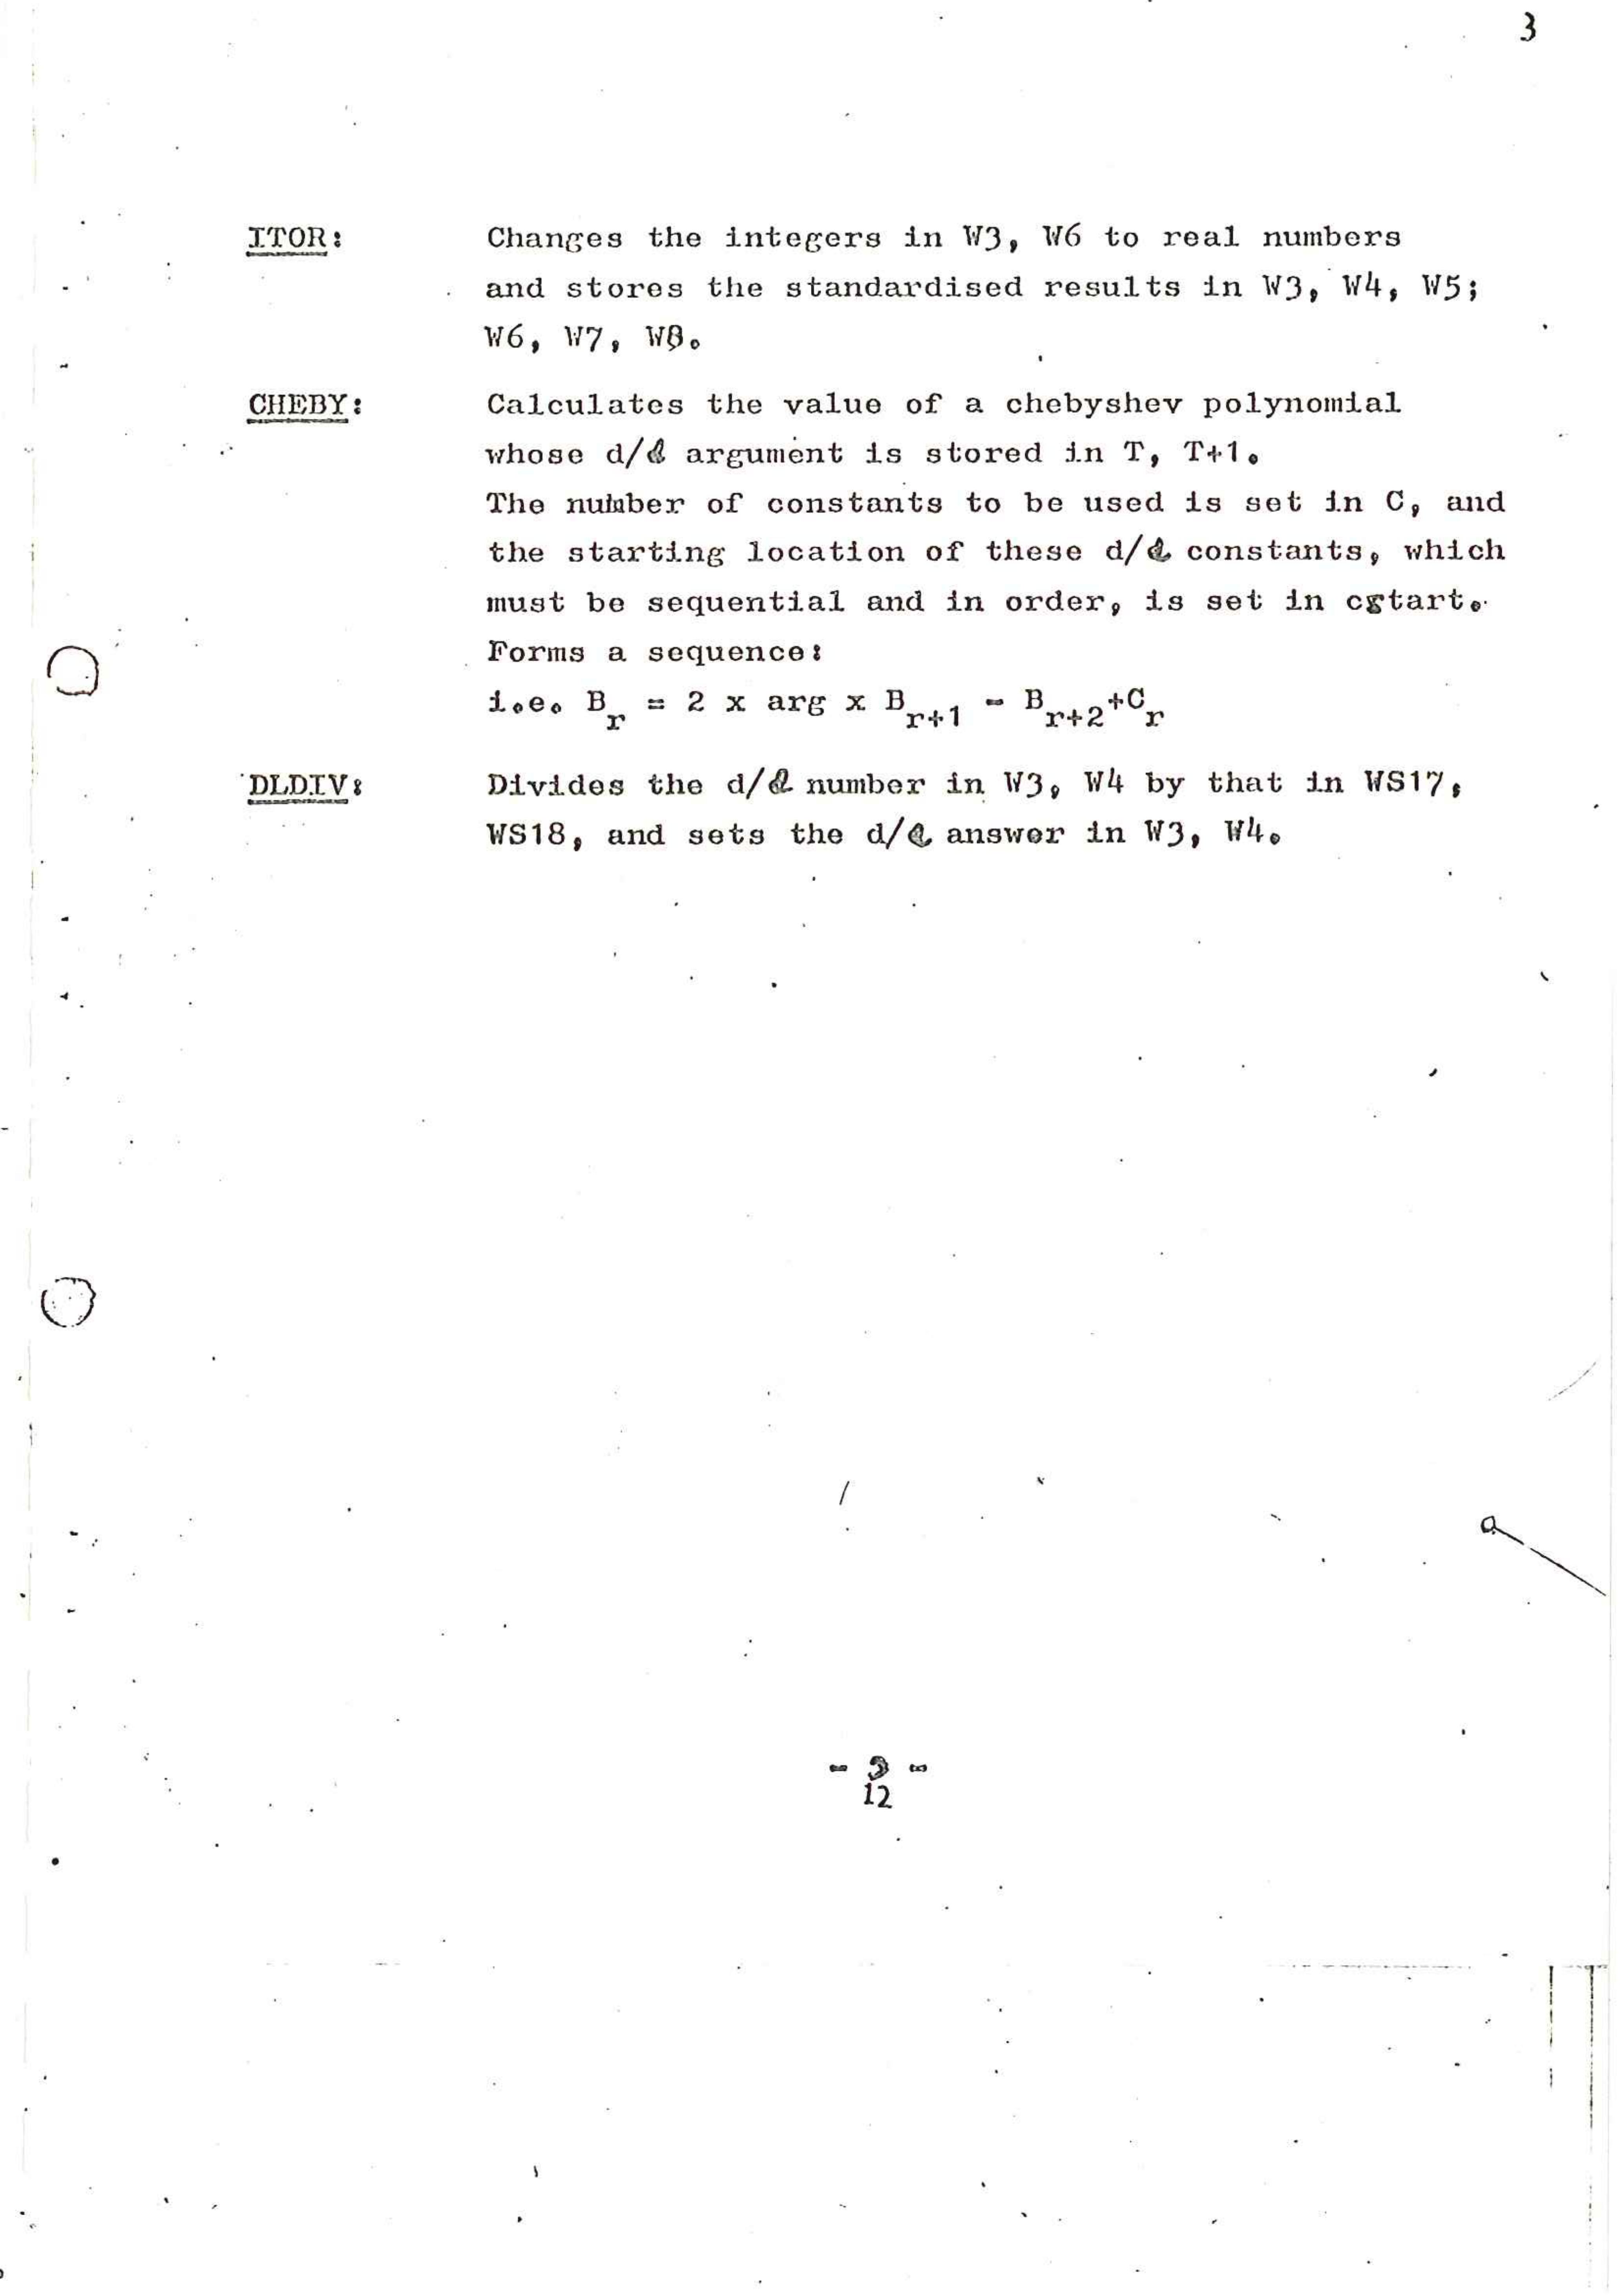 3
ITOR: Changes the integers in W3, W6 to real numbers
and stores the standardised results in W3, W4, W5;
W6, W7, W8.
CHEBY: Calculates the value of a chebyshev polynomial
whose d/l argument is stored in T, T+1.
The number of constants to be used is set in C, and
the starting location of these d/l constants, which
must be sequential and in order, is set in cstart.
Forms a sequence:
i.e. B_r = 2 x arg x B_{r+1} - B_{r+2} + C_r
DLDIV: Divides the d/l number in W3, W4 by that in WS17,
WS18, and sets the d/l answer in W3, W4.
- 3 -
12